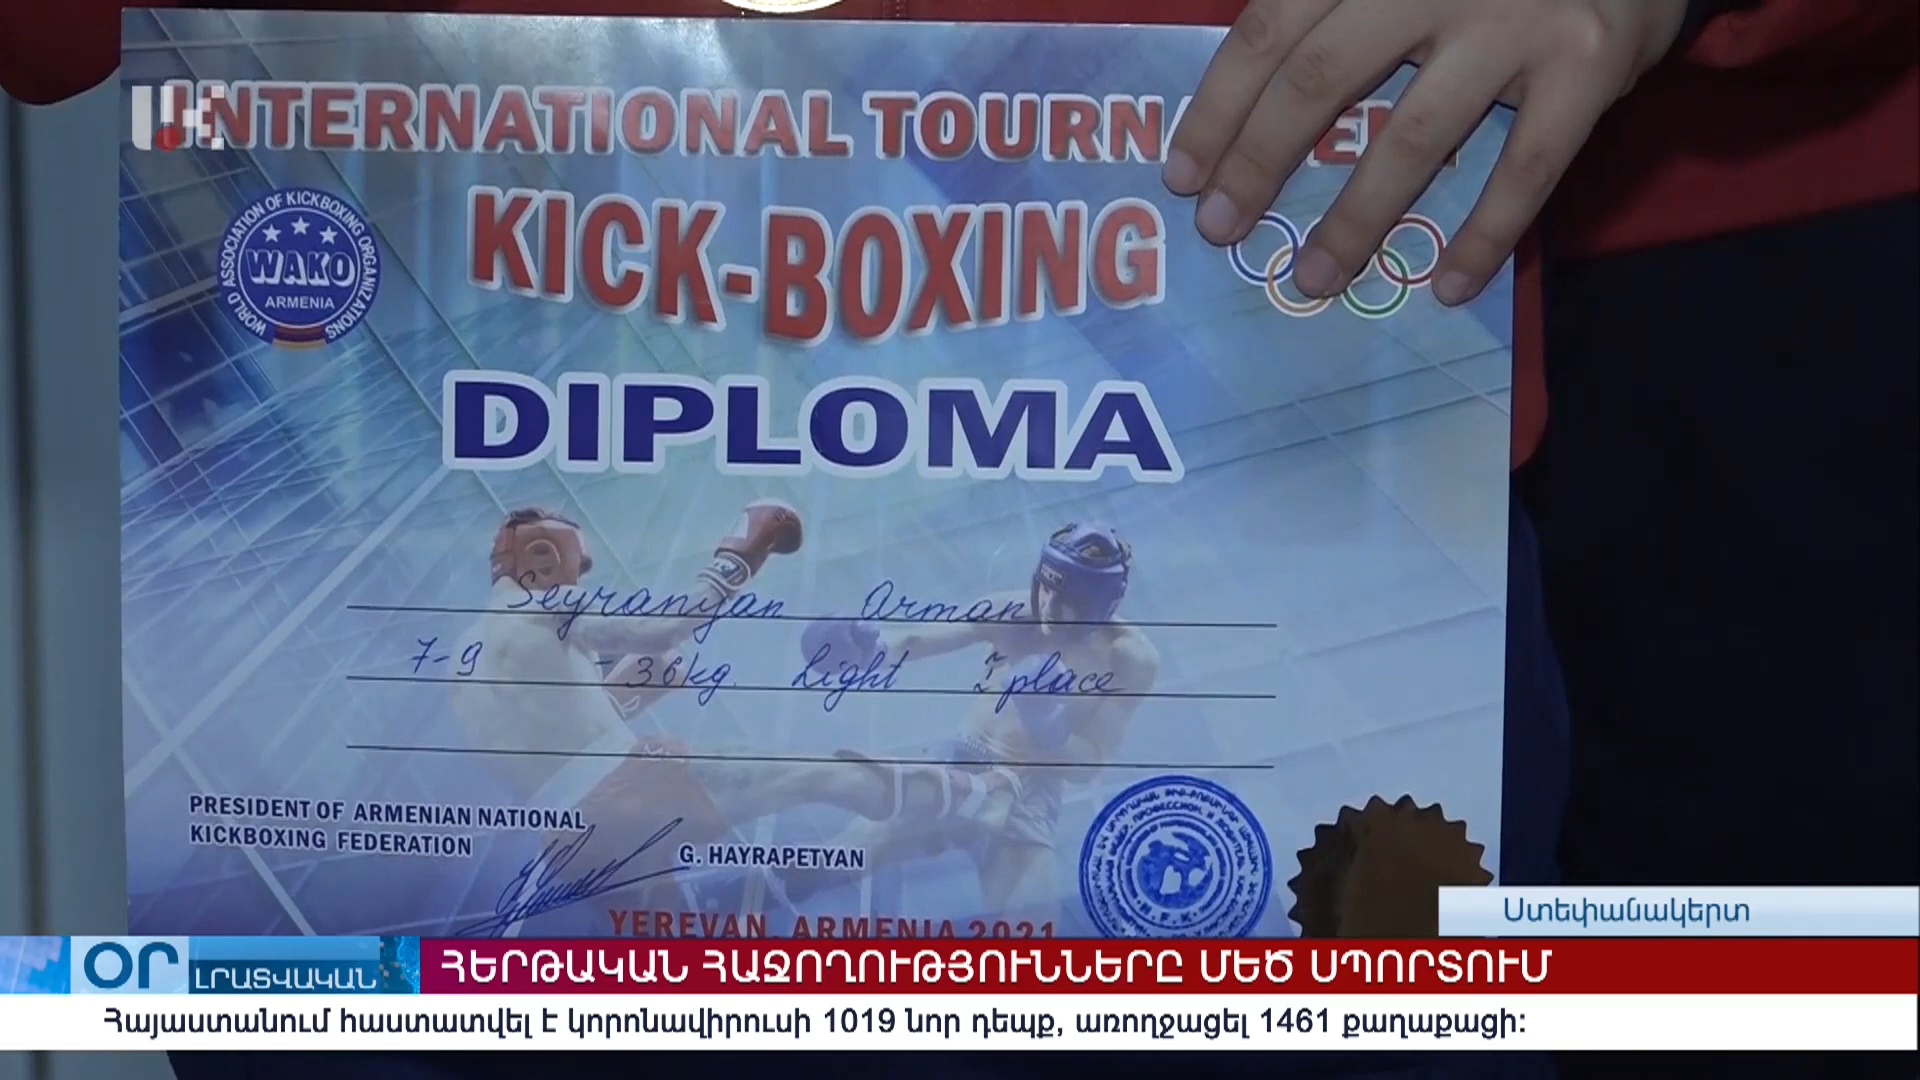 INTERNATIONAL TOURNA EN
KICK-BOXING
WORLD ASSOCIATION OF KICKBOXING ORGANIZATIONS
WAKO
ARMENIA
DIPLOMA
Seyranyan Arman
7-9 -36kg. Light I place
PRESIDENT OF ARMENIAN NATIONAL
KICKBOXING FEDERATION
G. HAYRAPETYAN
YEREVAN, ARMENIA 2021
Ստեփանակերտ
ՕՐ
ԼՐԱՏՎԱԿԱՆ
ՀԵՐԹԱԿԱՆ ՀԱՋՈՂՈՒԹՅՈՒՆՆԵՐԸ ՄԵԾ ՍՊՈՐՏՈՒՄ
Հայաստանում հաստատվել է կորոնավիրուսի 1019 նոր դեպք, առողջացել 1461 քաղաքացի: